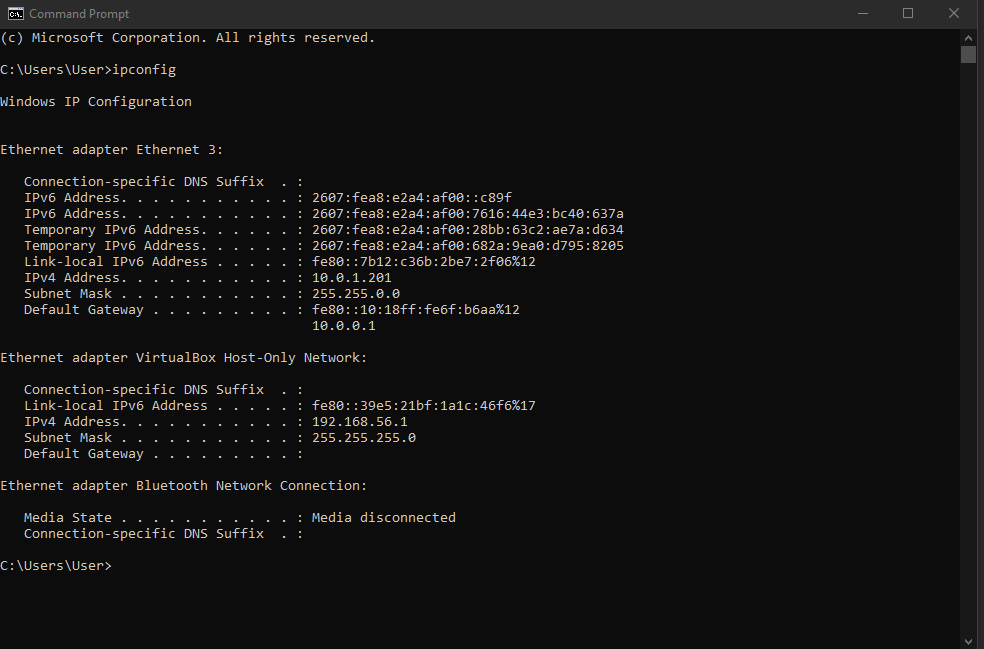 Command Prompt
(c) Microsoft Corporation. All rights reserved.
C:\Users\User>ipconfig
Windows IP Configuration
Ethernet adapter Ethernet 3:
Connection-specific DNS Suffix  . :
IPv6 Address. . . . . . . . . . . : 2607:fea8:e2a4:af00::c89f
IPv6 Address. . . . . . . . . . . : 2607:fea8:e2a4:af00:7616:44e3:bc40:637a
Temporary IPv6 Address. . . . . . : 2607:fea8:e2a4:af00:28bb:63c2:ae7a:d634
Temporary IPv6 Address. . . . . . : 2607:fea8:e2a4:af00:682a:9ea0:d795:8205
Link-local IPv6 Address . . . . . : fe80::7b12:c36b:2be7:2f06%12
IPv4 Address. . . . . . . . . . . : 10.0.1.201
Subnet Mask . . . . . . . . . . . : 255.255.0.0
Default Gateway . . . . . . . . . : fe80::10:18ff:fe6f:b6aa%12
10.0.0.1
Ethernet adapter VirtualBox Host-Only Network:
Connection-specific DNS Suffix  . :
Link-local IPv6 Address . . . . . : fe80::39e5:21bf:1a1c:46f6%17
IPv4 Address. . . . . . . . . . . : 192.168.56.1
Subnet Mask . . . . . . . . . . . : 255.255.255.0
Default Gateway . . . . . . . . . :
Ethernet adapter Bluetooth Network Connection:
Media State . . . . . . . . . . . : Media disconnected
Connection-specific DNS Suffix  . :
C:\Users\User>